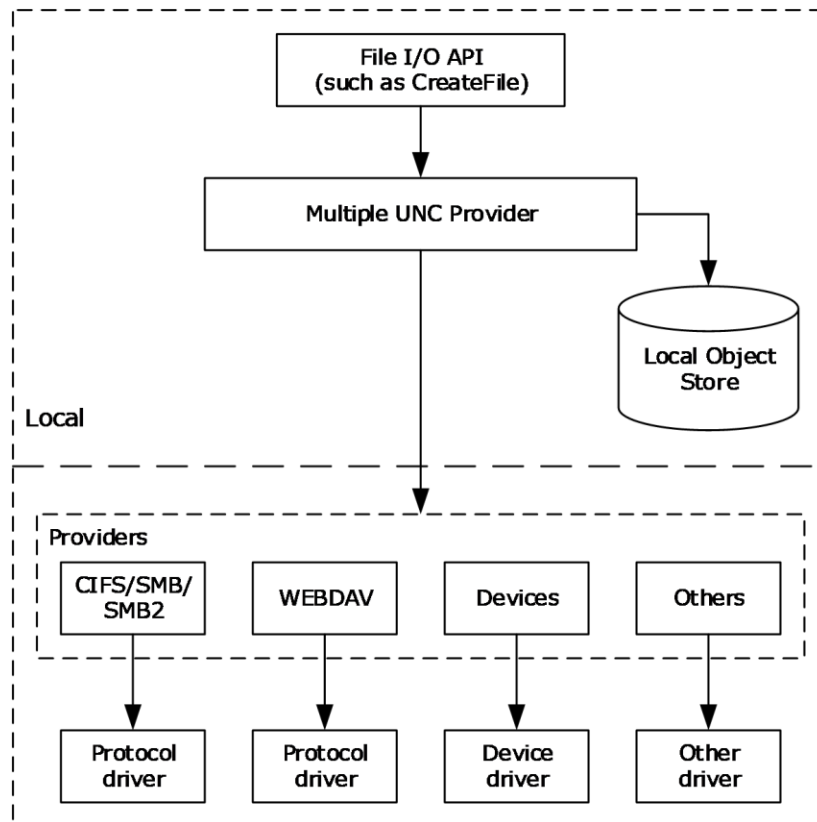 File I/O API
(such as CreateFile)
Multiple UNC Provider
Local Object
Store
Local
Providers
CIFS/SMB/
SMB2
WEBDAV
Devices
Others
Protocol
driver
Protocol
driver
Device
driver
Other
driver